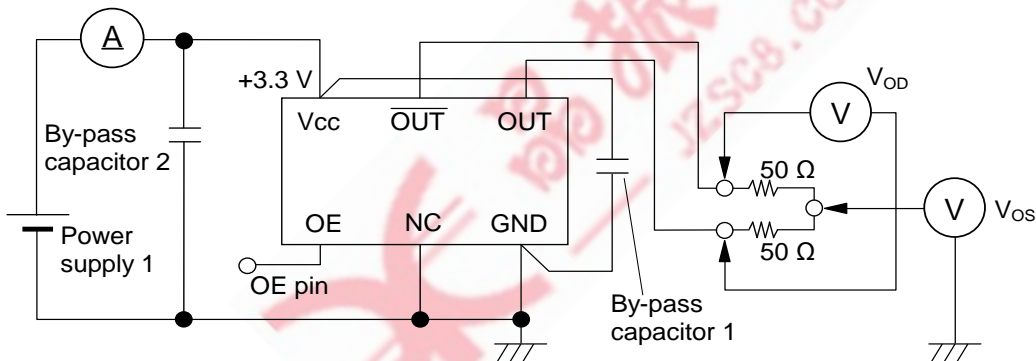 A
+3.3 V
V_OD
Vcc
OUT
OUT
V
By-pass
capacitor 2
50 Ω
V
V_OS
OE
NC
GND
50 Ω
Power
supply 1
OE pin
By-pass
capacitor 1